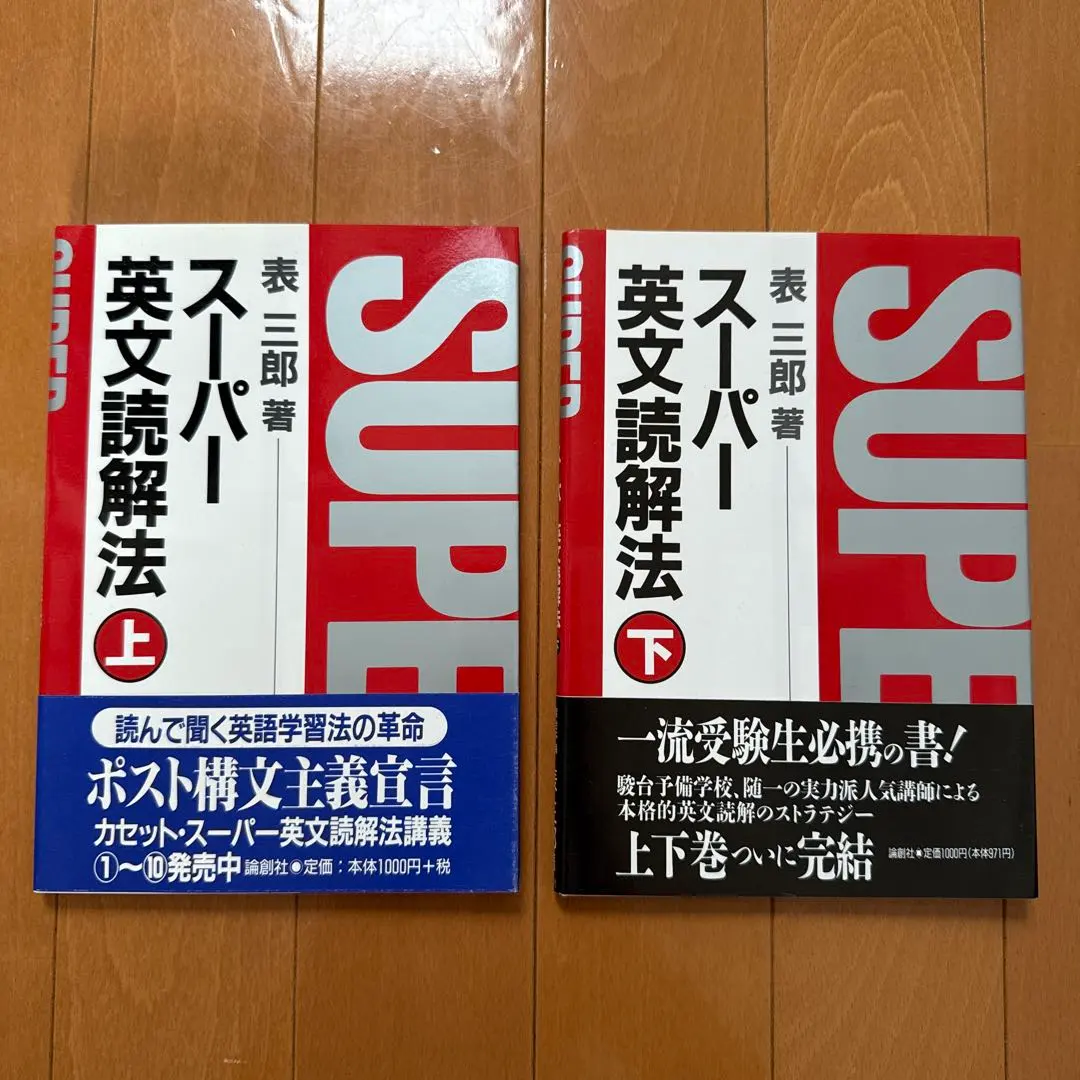 SUPER
表 三郎 著
スーパー
英文読解法
上
SUPE
読んで聞く英語学習法の革命
ポスト構文主義宣言
カセット・スーパー英文読解法講義
①〜⑩発売中 論創社◉定価：本体1000円＋税
SUPER
表 三郎 著
スーパー
英文読解法
下
SUPE
一流受験生必携の書！
駿台予備学校、随一の実力派人気講師による
本格的英文読解のストラテジー
上下巻ついに完結 論創社◉定価1000円（本体971円）